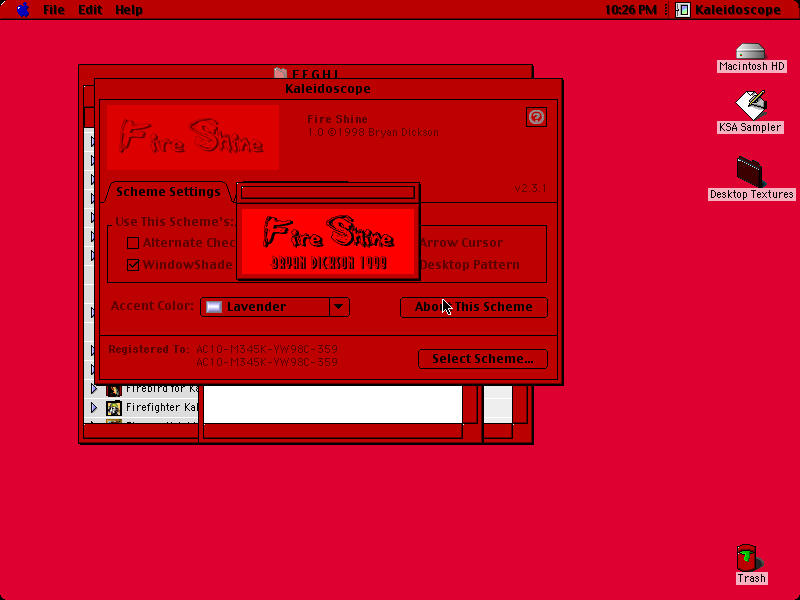 File Edit Help
10:26 PM Kaleidoscope
Macintosh HD
KSA Sampler
Desktop Textures
Trash
Kaleidoscope
Fire Shine
Fire Shine
1.0 ©1998 Bryan Dickson
v2.3.1
Scheme Settings
Use This Scheme's:
Alternate Chec
Arrow Cursor
WindowShade
Desktop Pattern
Fire Shine
BRYAN DICKSON 1998
Accent Color: Lavender
About This Scheme
Registered To: AC10-M345K-YW98C-359
AC10-M345K-YW98C-359
Select Scheme...
Firebird for Ka
Firefighter Kal